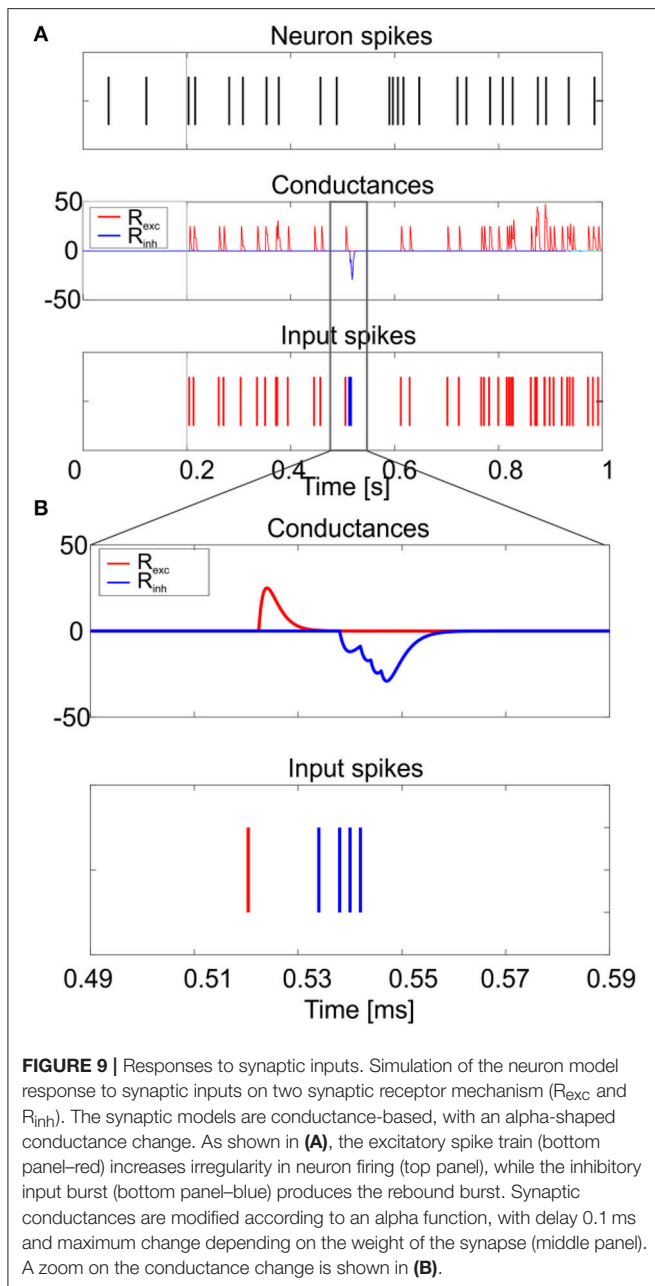 A
Neuron spikes
Conductances
50
0
-50
R_exc
R_inh
Input spikes
0
0.2
0.4
0.6
0.8
1
Time [s]
B
Conductances
50
0
-50
R_exc
R_inh
Input spikes
0.49
0.51
0.53
0.55
0.57
0.59
Time [ms]
FIGURE 9 | Responses to synaptic inputs. Simulation of the neuron model
response to synaptic inputs on two synaptic receptor mechanism (R_exc and
R_inh). The synaptic models are conductance-based, with an alpha-shaped
conductance change. As shown in (A), the excitatory spike train (bottom
panel–red) increases irregularity in neuron firing (top panel), while the inhibitory
input burst (bottom panel–blue) produces the rebound burst. Synaptic
conductances are modified according to an alpha function, with delay 0.1 ms
and maximum change depending on the weight of the synapse (middle panel).
A zoom on the conductance change is shown in (B).